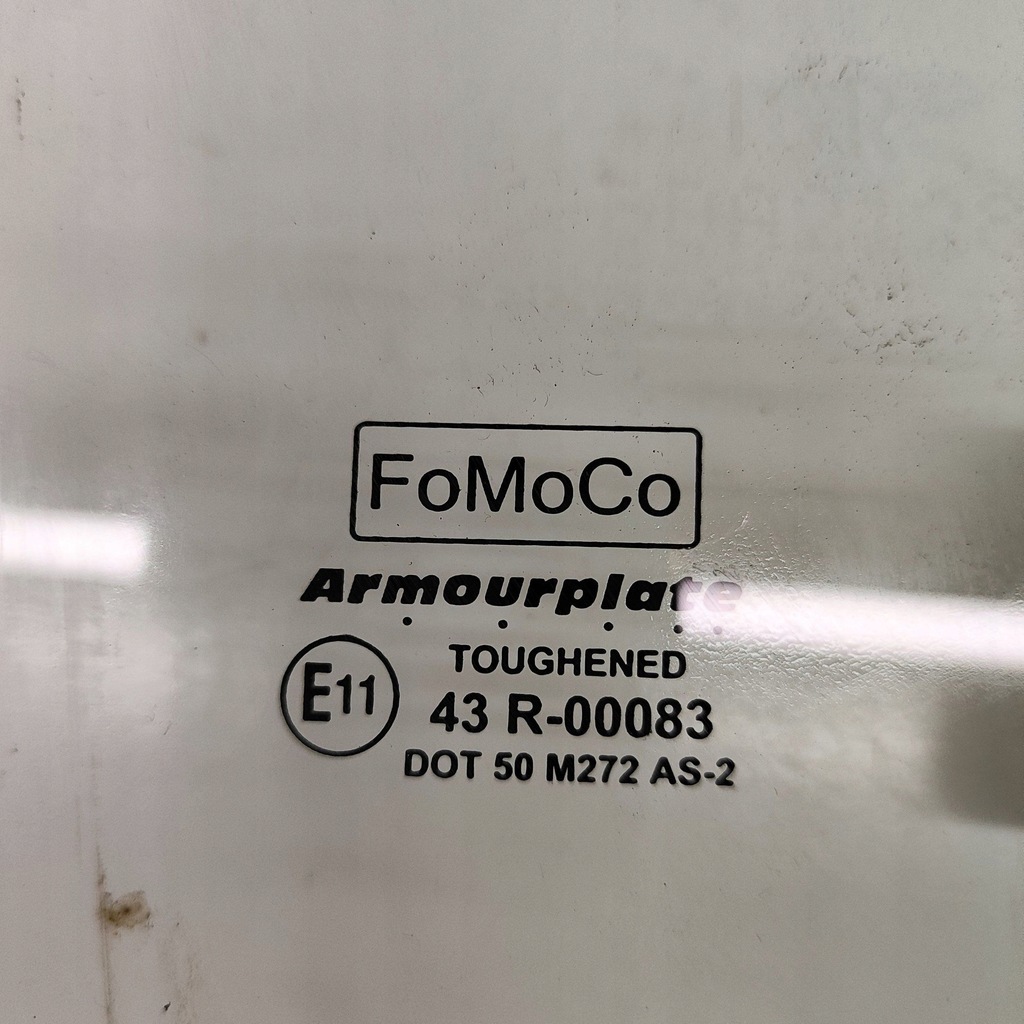 FoMoCo
Armourplate
TOUGHENED
E11
43 R-00083
DOT 50 M272 AS-2